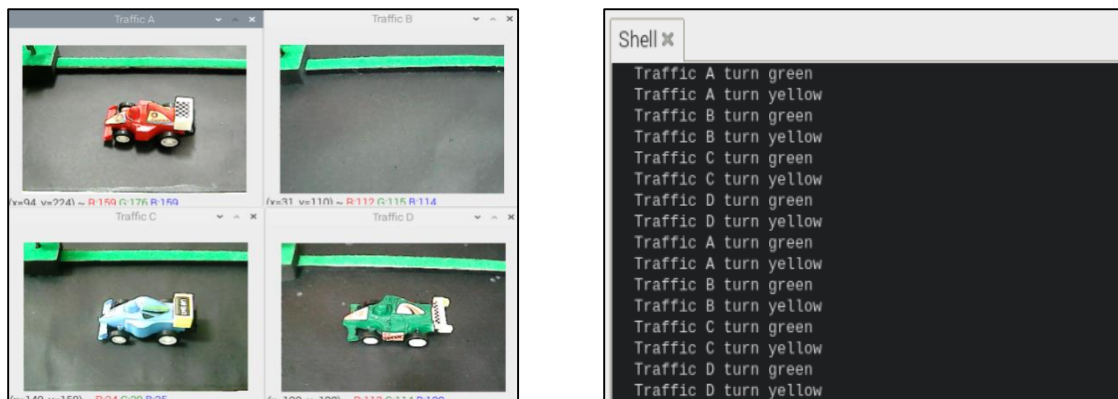 Traffic A
Traffic B
(x=94, y=224) ~ R:159 G:176 B:159
(x=31, y=110) ~ R:112 G:115 B:114
Traffic C
Traffic D
Shell
Traffic A turn green
Traffic A turn yellow
Traffic B turn green
Traffic B turn yellow
Traffic C turn green
Traffic C turn yellow
Traffic D turn green
Traffic D turn yellow
Traffic A turn green
Traffic A turn yellow
Traffic B turn green
Traffic B turn yellow
Traffic C turn green
Traffic C turn yellow
Traffic D turn green
Traffic D turn yellow